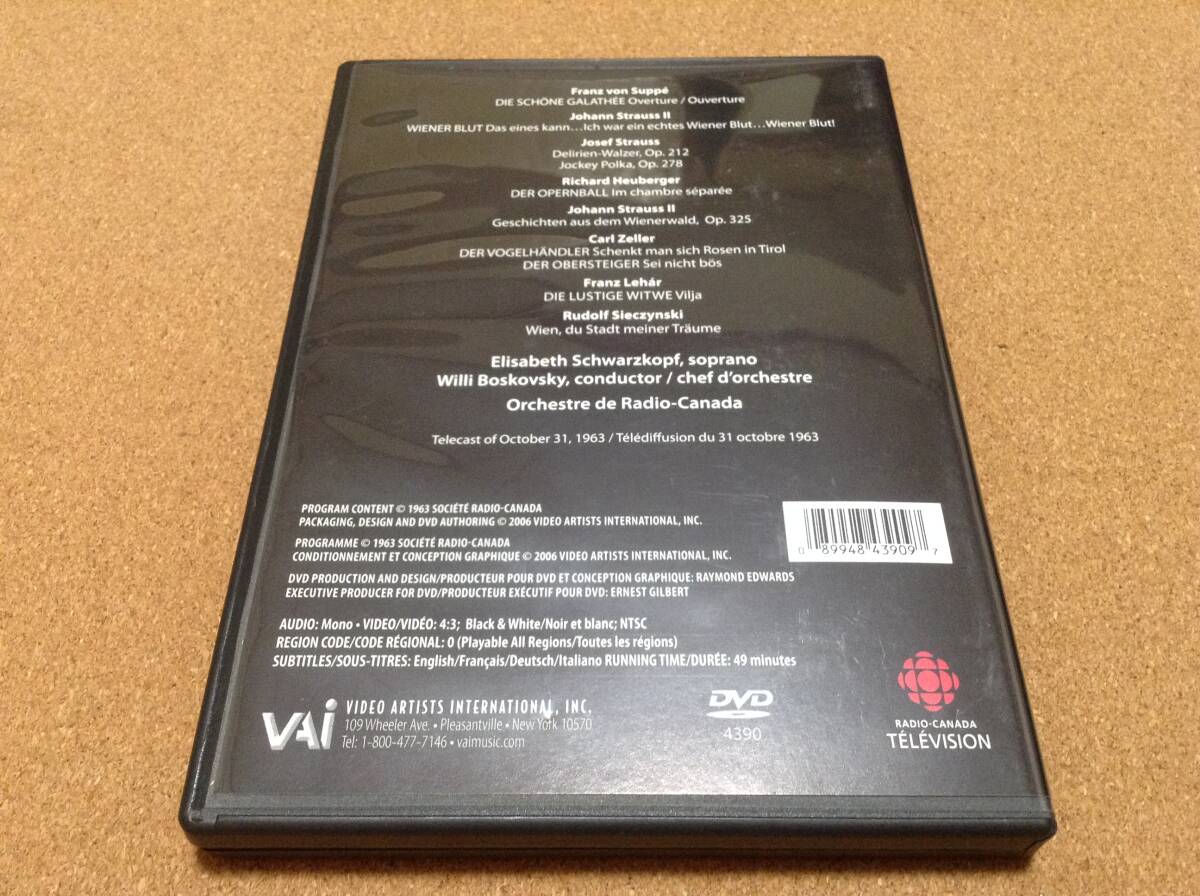 Franz von Suppé
DIE SCHÖNE GALATHÉE Overture / Ouverture
Johann Strauss II
WIENER BLUT Das eines kann...Ich war ein echtes Wiener Blut...Wiener Blut!
Josef Strauss
Delirien-Walzer, Op. 212
Jockey Polka, Op. 278
Richard Heuberger
DER OPERNBALL Im chambre séparée
Johann Strauss II
Geschichten aus dem Wienerwald, Op. 325
Carl Zeller
DER VOGELHÄNDLER Schenkt man sich Rosen in Tirol
DER OBERSTEIGER Sei nicht bös
Franz Lehár
DIE LUSTIGE WITWE Vilja
Rudolf Sieczynski
Wien, du Stadt meiner Träume
Elisabeth Schwarzkopf, soprano
Willi Boskovsky, conductor / chef d'orchestre
Orchestre de Radio-Canada
Telecast of October 31, 1963 / Télédiffusion du 31 octobre 1963
PROGRAM CONTENT © 1963 SOCIÉTÉ RADIO-CANADA
PACKAGING, DESIGN AND DVD AUTHORING © 2006 VIDEO ARTISTS INTERNATIONAL, INC.
PROGRAMME © 1963 SOCIÉTÉ RADIO-CANADA
CONDITIONNEMENT ET CONCEPTION GRAPHIQUE © 2006 VIDEO ARTISTS INTERNATIONAL, INC.
0 89948 43909 7
DVD PRODUCTION AND DESIGN/PRODUCTEUR POUR DVD ET CONCEPTION GRAPHIQUE: RAYMOND EDWARDS
EXECUTIVE PRODUCER FOR DVD/PRODUCTEUR EXÉCUTIF POUR DVD: ERNEST GILBERT
AUDIO: Mono • VIDEO/VIDÉO: 4:3; Black & White/Noir et blanc; NTSC
REGION CODE/CODE RÉGIONAL: 0 (Playable All Regions/Toutes les régions)
SUBTITLES/SOUS-TITRES: English/Français/Deutsch/Italiano RUNNING TIME/DURÉE: 49 minutes
VAI
VIDEO ARTISTS INTERNATIONAL, INC.
109 Wheeler Ave. • Pleasantville • New York 10570
Tel: 1-800-477-7146 • vaimusic.com
DVD
4390
RADIO-CANADA
TÉLÉVISION